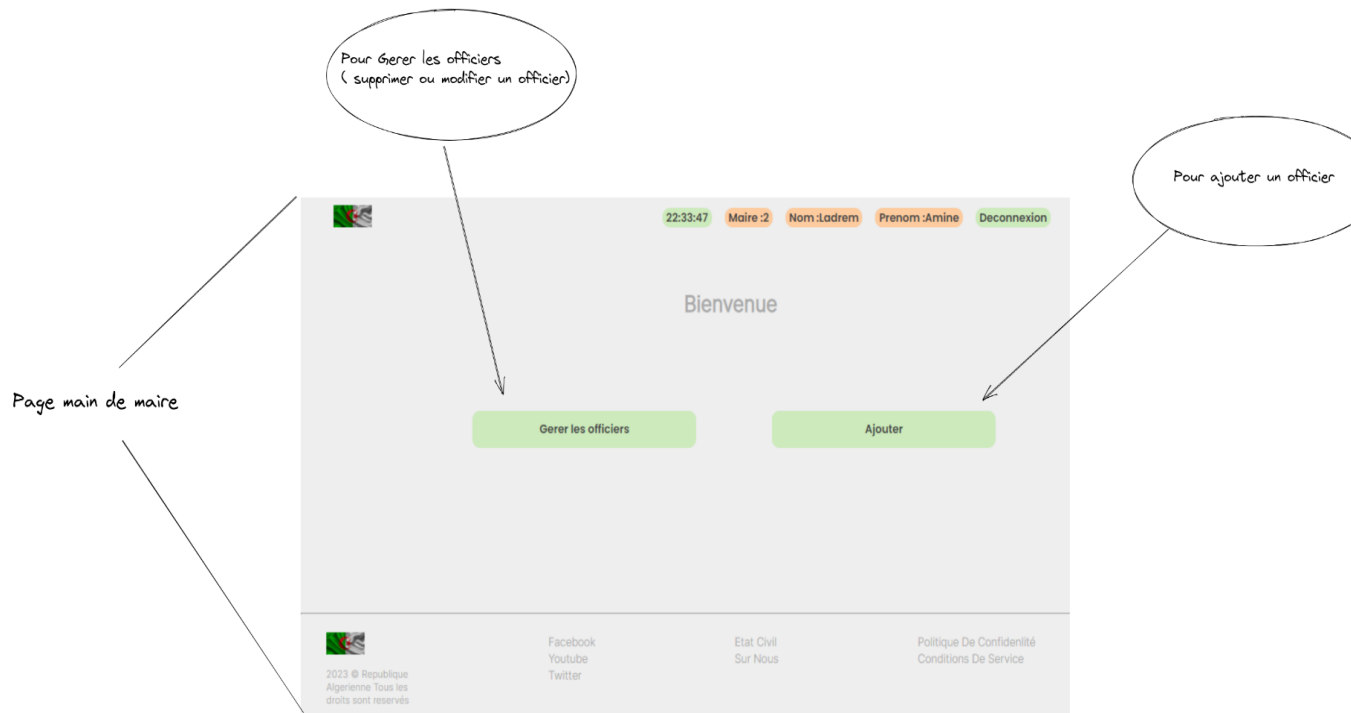 Pour Gerer les officiers
( supprimer ou modifier un officier)
Pour ajouter un officier
22:33:47
Maire :2
Nom :Ladrem
Prenom :Amine
Deconnexion
Bienvenue
Page main de maire
Gerer les officiers
Ajouter
2023 © Republique
Algerienne Tous les
droits sont reservés
Facebook
Youtube
Twitter
Etat Civil
Sur Nous
Politique De Confidenlité
Conditions De Service